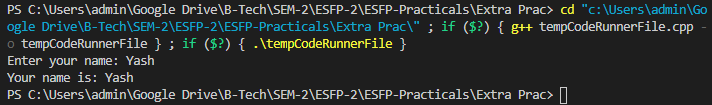 PS C:\Users\admin\Google Drive\B-Tech\SEM-2\ESFP-2\ESFP-Practicals\Extra Prac> cd "c:\Users\admin\Go
ogle Drive\B-Tech\SEM-2\ESFP-2\ESFP-Practicals\Extra Prac\" ; if ($?) { g++ tempCodeRunnerFile.cpp -
o tempCodeRunnerFile } ; if ($?) { .\tempCodeRunnerFile }
Enter your name: Yash
Your name is: Yash
PS C:\Users\admin\Google Drive\B-Tech\SEM-2\ESFP-2\ESFP-Practicals\Extra Prac>